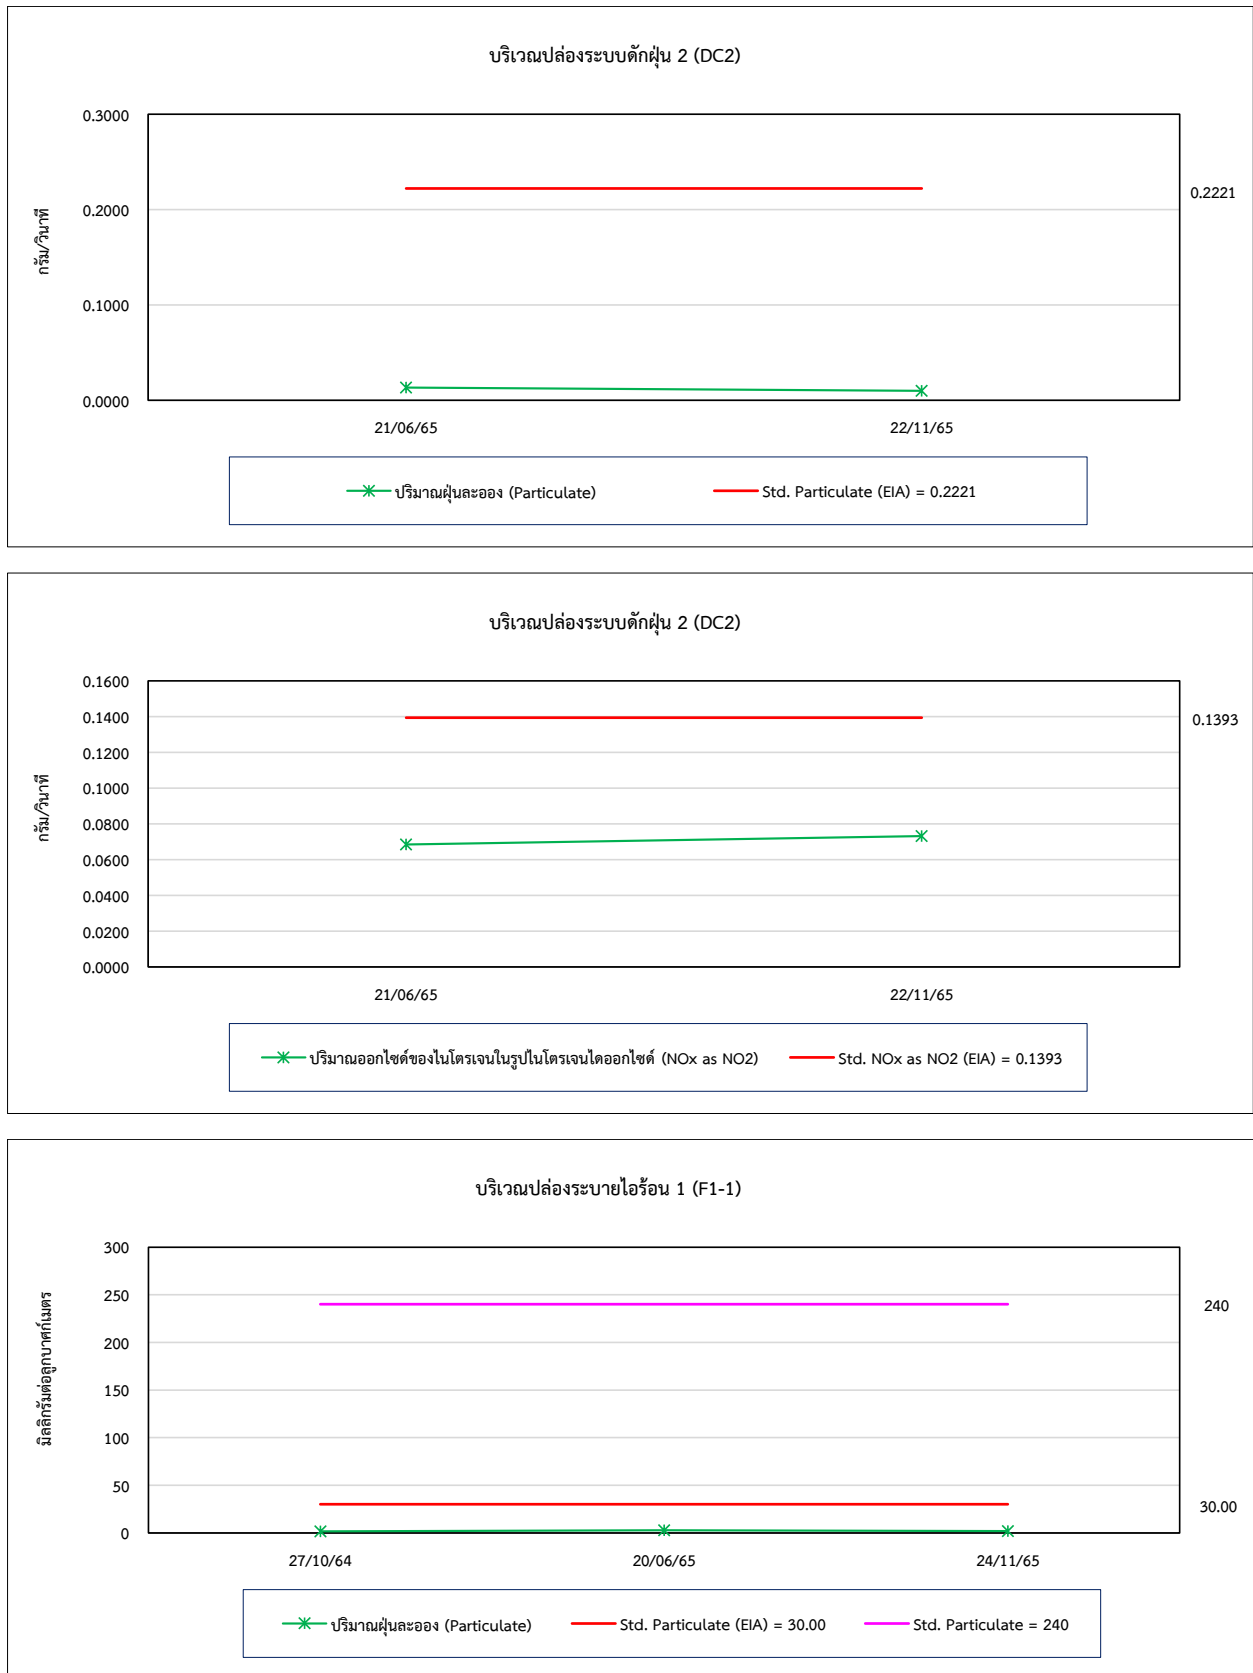 บริเวณปล่องระบบดักฝุ่น 2 (DC2)
กรัม/วินาที
0.3000
0.2000
0.1000
0.0000
0.2221
21/06/65 22/11/65
ปริมาณฝุ่นละออง (Particulate) Std. Particulate (EIA) = 0.2221
บริเวณปล่องระบบดักฝุ่น 2 (DC2)
กรัม/วินาที
0.1600
0.1400
0.1200
0.1000
0.0800
0.0600
0.0400
0.0200
0.0000
0.1393
21/06/65 22/11/65
ปริมาณออกไซด์ของไนโตรเจนในรูปไนโตรเจนไดออกไซด์ (NOx as NO2) Std. NOx as NO2 (EIA) = 0.1393
บริเวณปล่องระบายไอร้อน 1 (F1-1)
มิลลิกรัมต่อลูกบาศก์เมตร
300
250
200
150
100
50
0
240
30.00
27/10/64 20/06/65 24/11/65
ปริมาณฝุ่นละออง (Particulate) Std. Particulate (EIA) = 30.00 Std. Particulate = 240